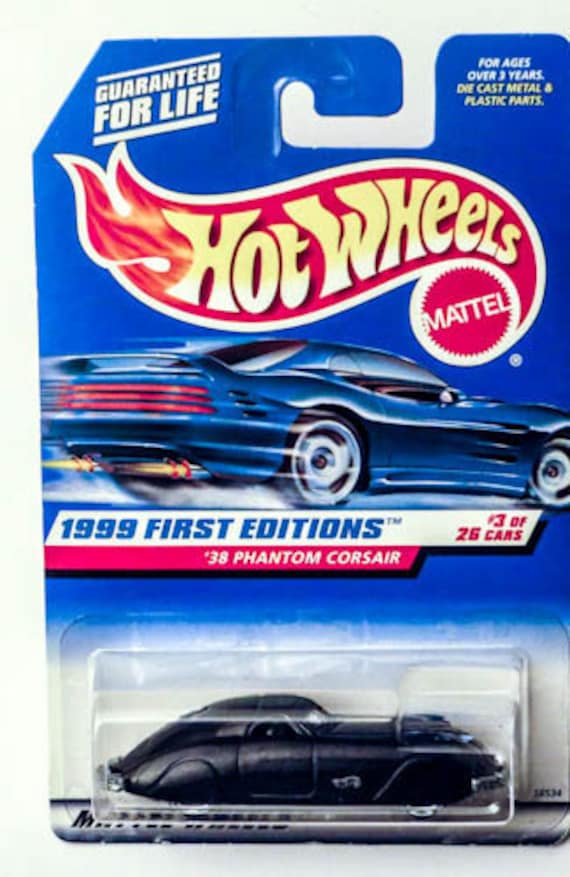 GUARANTEED
FOR LIFE
FOR AGES
OVER 3 YEARS.
DIE CAST METAL &
PLASTIC PARTS.
HOT WHEELS
MATTEL
®
1999 FIRST EDITIONS™
#3 OF
26 CARS
'38 PHANTOM CORSAIR